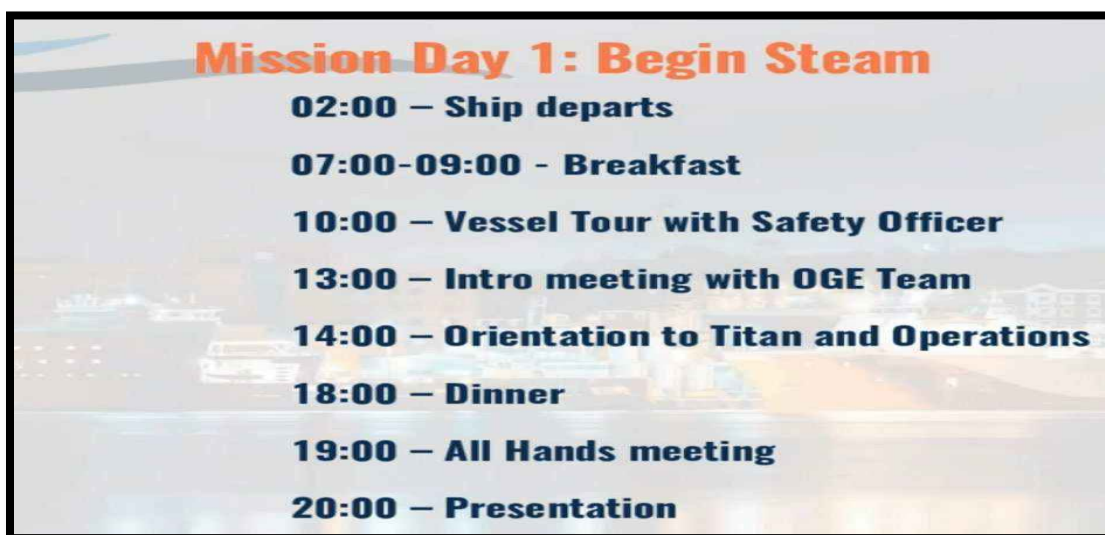 Mission Day 1: Begin Steam
02:00 – Ship departs
07:00-09:00 - Breakfast
10:00 – Vessel Tour with Safety Officer
13:00 – Intro meeting with OGE Team
14:00 – Orientation to Titan and Operations
18:00 – Dinner
19:00 – All Hands meeting
20:00 – Presentation